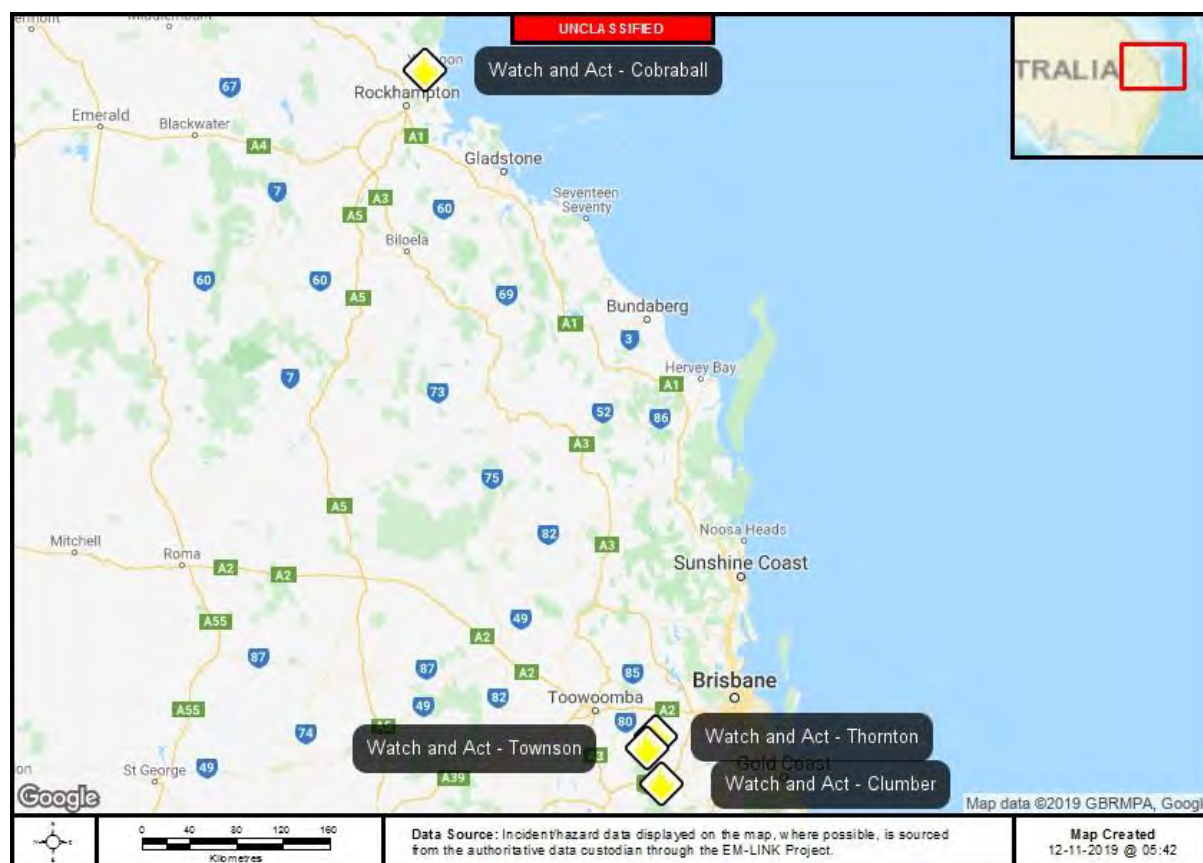 UNCLASSIFIED
Watch and Act - Cobraball
TRALIA
Rockhampton
67
Emerald
Blackwater
A4
A1
Gladstone
7
A3
60
A5
Seventeen
Seventy
Biloela
60
60
69
A5
A1
Bundaberg
3
Hervey Bay
7
73
A1
52
86
A3
75
A5
82
Mitchell
Roma
A2
A2
A3
Noosa Heads
Sunshine Coast
49
A55
A2
87
87
A2
85
Brisbane
82
Toowoomba
A55
49
80
A2
74
Watch and Act - Townson
Watch and Act - Thornton
A3
Gold Coast
St George
49
A39
Watch and Act - Clumber
Google
Map data ©2019 GBRMPA, Googl
0 40 80 120 160
Kilometres
Data Source: Incident/hazard data displayed on the map, where possible, is sourced
from the authoritative data custodian through the EM-LINK Project.
Map Created
12-11-2019 @ 05:42